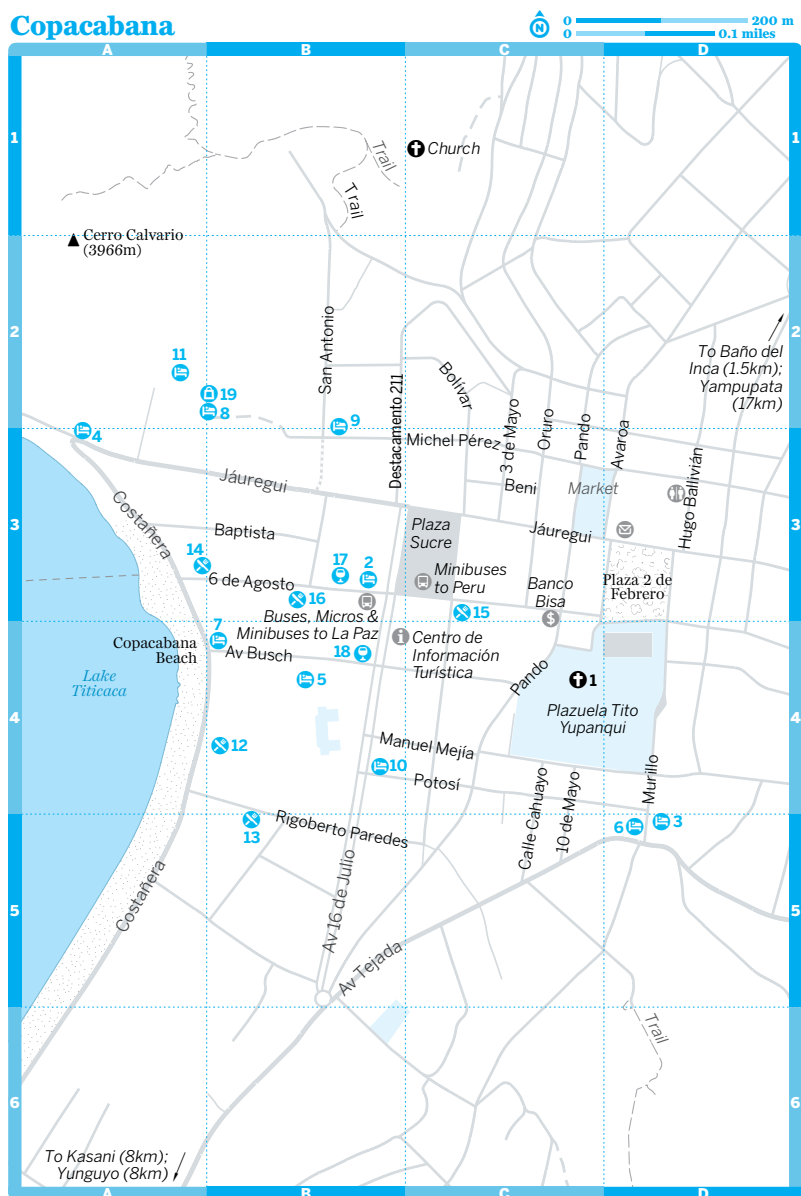 Copacabana
N
0 200 m
0 0.1 miles
A B C D
1 1
Trail
Church
Trail
Cerro Calvario
(3966m)
2 2
San Antonio
To Baño del
Inca (1.5km);
Yampupata
(17km)
11
19
8
Bolívar
Destacamento 211
9
4
3 de Mayo
Oruro
Pando
Avaroa
Michel Pérez
Hugo Ballivián
Jáuregui
Beni
Market
Costañera
3 3
Baptista
Plaza
Sucre
Jáuregui
14
17
2
6 de Agosto
Minibuses
to Peru
Banco
Bisa
Plaza 2 de
Febrero
16
15
Buses, Micros &
Minibuses to La Paz
7
Copacabana
Beach
Av Busch
18
Centro de
Información
Turística
Lake
Titicaca
5
Pando
1
Plazuela Tito
Yupanqui
4 4
12
Manuel Mejía
10
Potosí
Murillo
Calle Cahuayo
10 de Mayo
13
Rigoberto Paredes
6
3
Costañera
Av 16 de Julio
5 5
Av Tejada
Trail
6 6
To Kasani (8km);
Yunguyo (8km)
A B C D